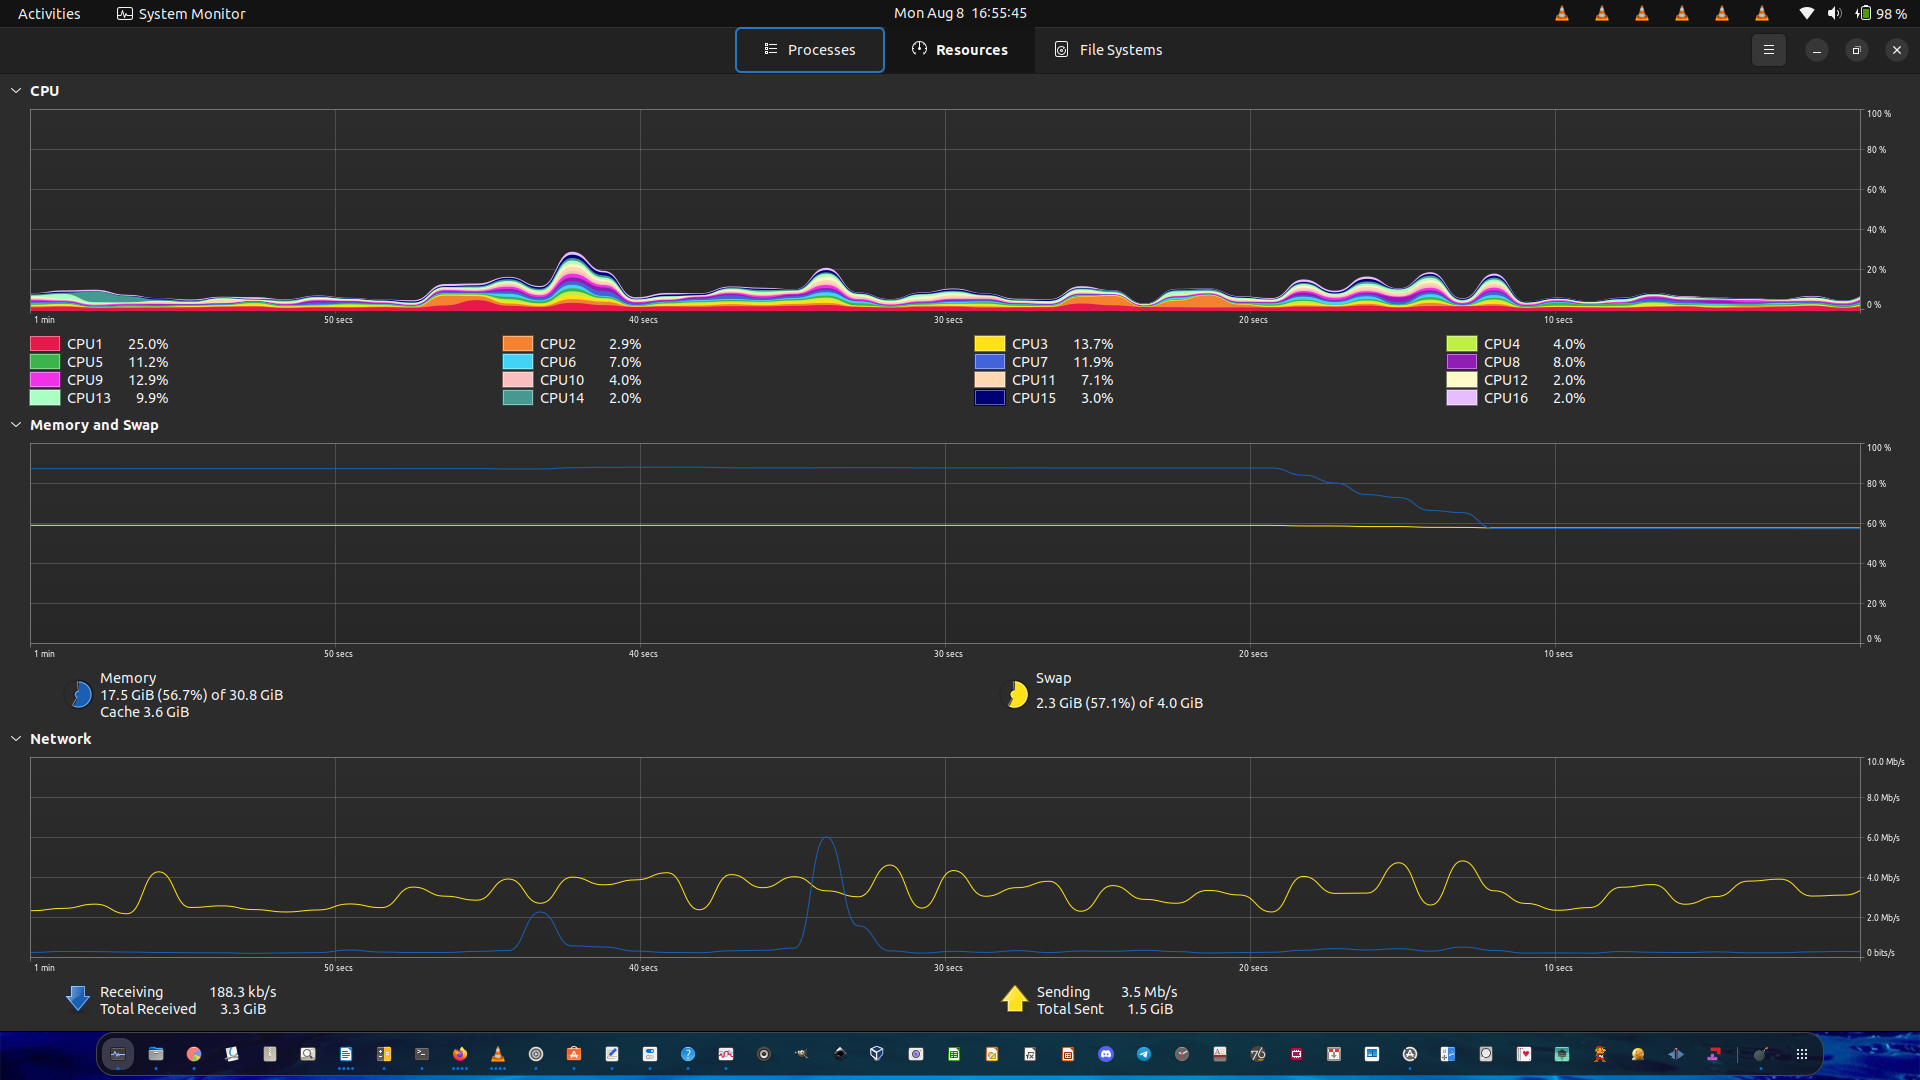 Activities System Monitor Mon Aug 8 16:55:45 98 %
Processes Resources File Systems
CPU
100 %
80 %
60 %
40 %
20 %
0 %
1 min 50 secs 40 secs 30 secs 20 secs 10 secs
CPU1 25.0% CPU2 2.9% CPU3 13.7% CPU4 4.0%
CPU5 11.2% CPU6 7.0% CPU7 11.9% CPU8 8.0%
CPU9 12.9% CPU10 4.0% CPU11 7.1% CPU12 2.0%
CPU13 9.9% CPU14 2.0% CPU15 3.0% CPU16 2.0%
Memory and Swap
100 %
80 %
60 %
40 %
20 %
0 %
1 min 50 secs 40 secs 30 secs 20 secs 10 secs
Memory Swap
17.5 GiB (56.7%) of 30.8 GiB 2.3 GiB (57.1%) of 4.0 GiB
Cache 3.6 GiB
Network
10.0 Mb/s
8.0 Mb/s
6.0 Mb/s
4.0 Mb/s
2.0 Mb/s
0 bits/s
1 min 50 secs 40 secs 30 secs 20 secs 10 secs
Receiving 188.3 kb/s Sending 3.5 Mb/s
Total Received 3.3 GiB Total Sent 1.5 GiB
76